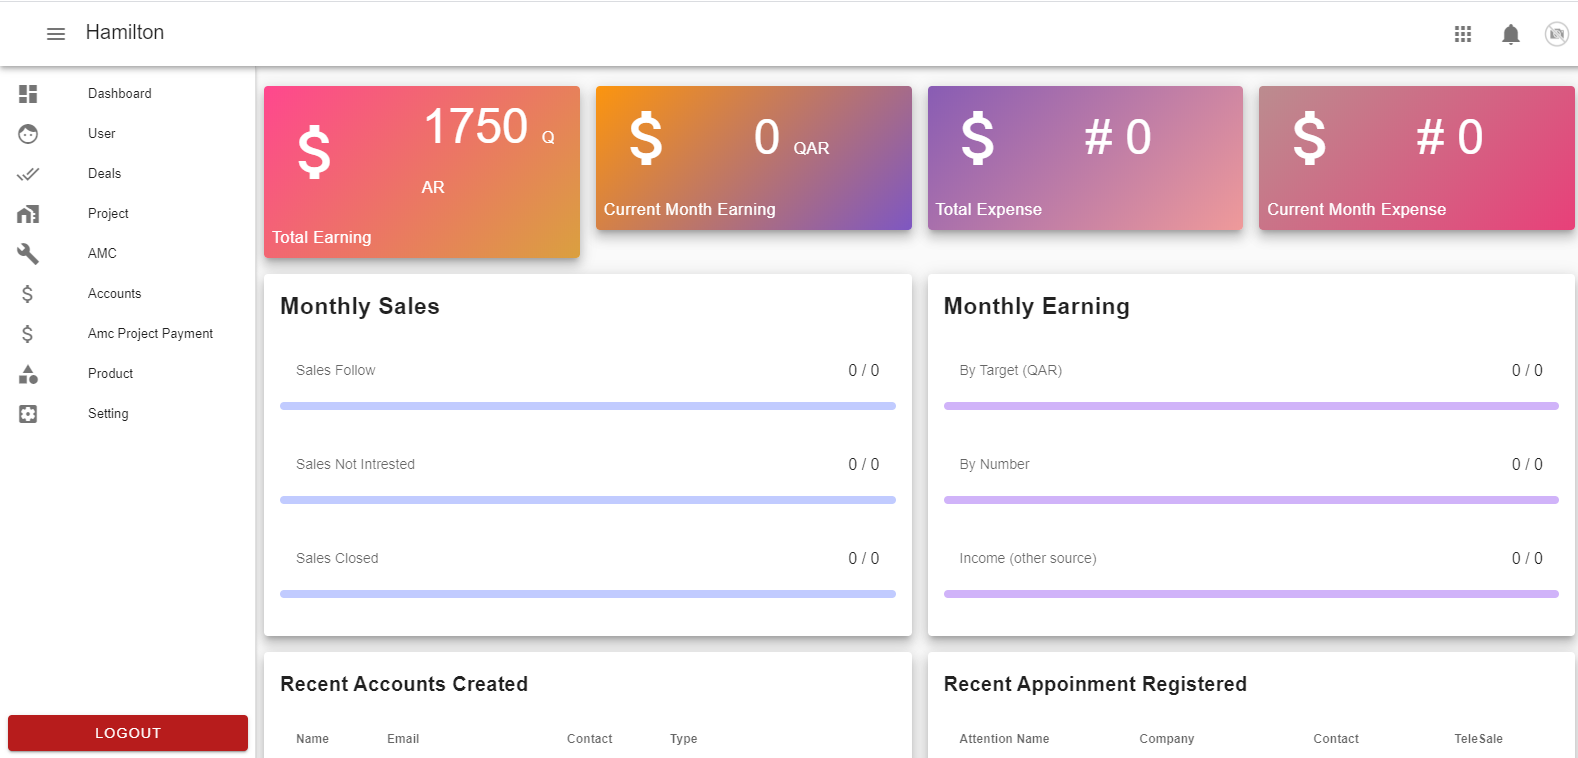 Hamilton
Dashboard
User
Deals
Project
AMC
Accounts
Amc Project Payment
Product
Setting
LOGOUT
$ 1750 Q
AR
Total Earning
$ 0 QAR
Current Month Earning
$ # 0
Total Expense
$ # 0
Current Month Expense
Monthly Sales
Sales Follow 0 / 0
Sales Not Intrested 0 / 0
Sales Closed 0 / 0
Monthly Earning
By Target (QAR) 0 / 0
By Number 0 / 0
Income (other source) 0 / 0
Recent Accounts Created
Name Email Contact Type
Recent Appoinment Registered
Attention Name Company Contact TeleSale